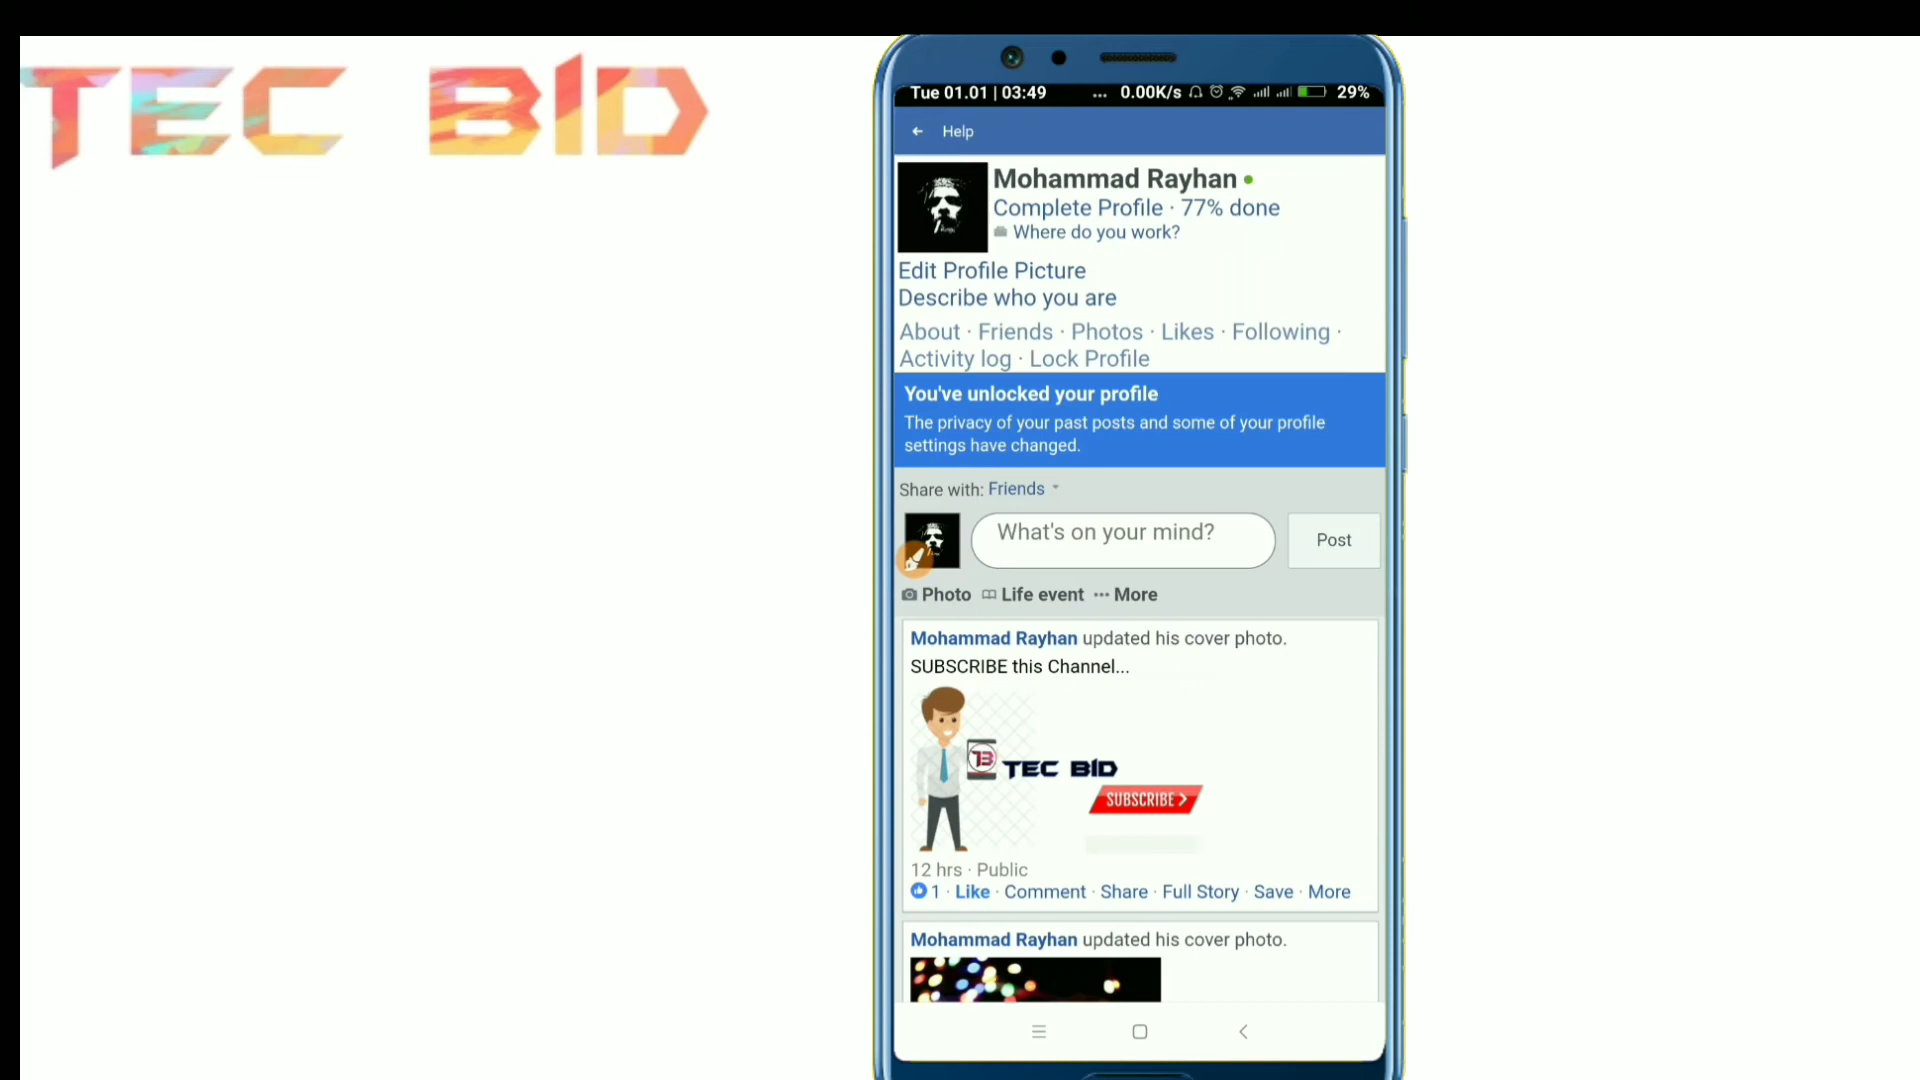 TEC BID
Tue 01.01 | 03:49 ... 0.00K/s 29%
Help
Mohammad Rayhan
Complete Profile · 77% done
Where do you work?
Edit Profile Picture
Describe who you are
About · Friends · Photos · Likes · Following ·
Activity log · Lock Profile
You've unlocked your profile
The privacy of your past posts and some of your profile
settings have changed.
Share with: Friends
What's on your mind?
Post
Photo Life event ··· More
Mohammad Rayhan updated his cover photo.
SUBSCRIBE this Channel...
TB TEC BID
SUBSCRIBE >
12 hrs · Public
1 · Like · Comment · Share · Full Story · Save · More
Mohammad Rayhan updated his cover photo.